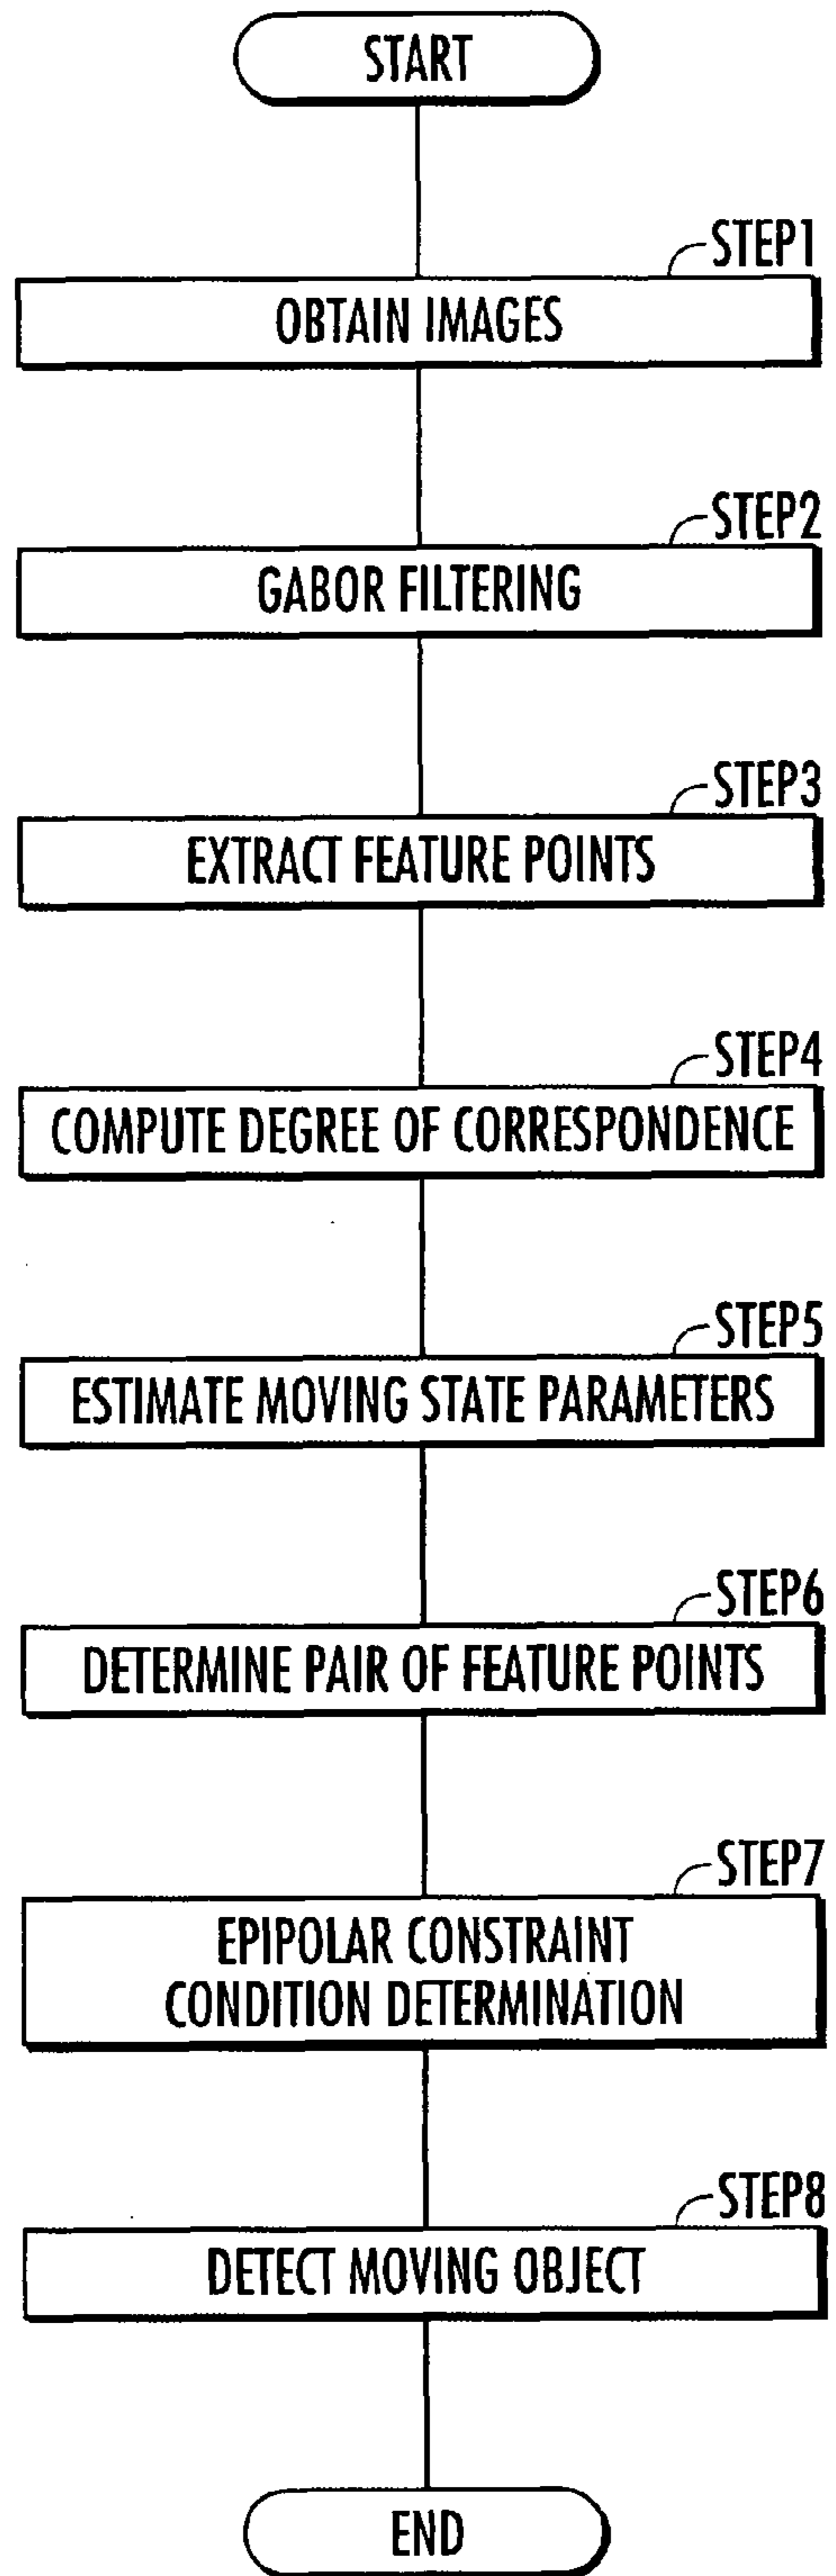 START
STEP1
OBTAIN IMAGES
STEP2
GABOR FILTERING
STEP3
EXTRACT FEATURE POINTS
STEP4
COMPUTE DEGREE OF CORRESPONDENCE
STEP5
ESTIMATE MOVING STATE PARAMETERS
STEP6
DETERMINE PAIR OF FEATURE POINTS
STEP7
EPIPOLAR CONSTRAINT
CONDITION DETERMINATION
STEP8
DETECT MOVING OBJECT
END